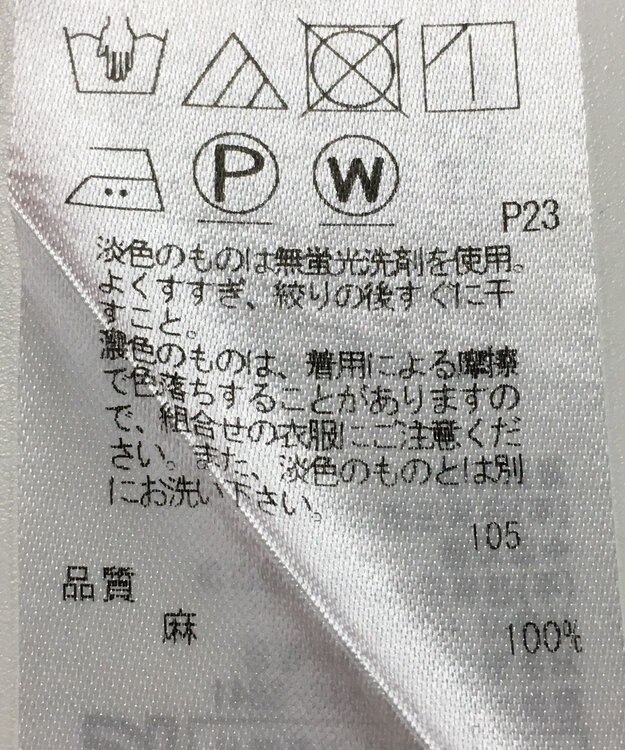 P
W
P23
淡色のものは無蛍光洗剤を使用。
よくすすぎ、絞りの後すぐに干
すこと。
濃色のものは、着用による摩擦
で色落ちすることがありますの
で、組合せの衣服にご注意くだ
さい。また、淡色のものとは別
にお洗い下さい。
105
品質
麻 100%